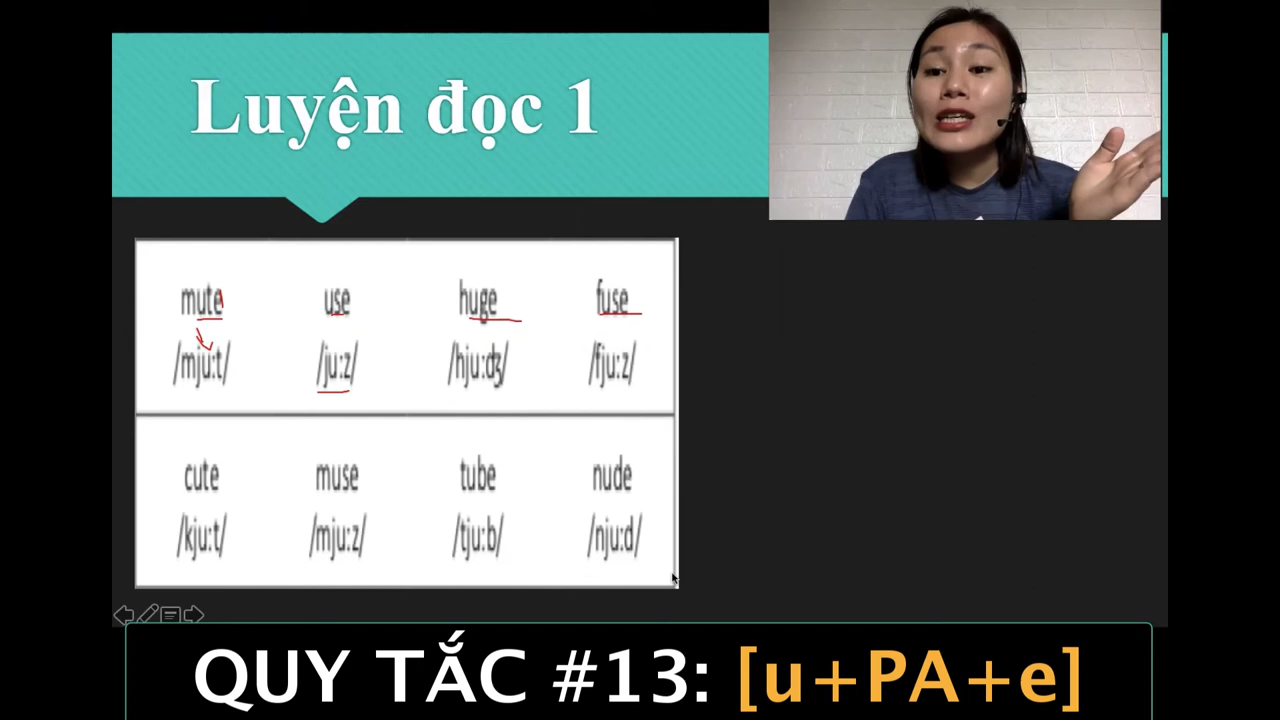 Luyện đọc 1
mute use huge fuse
/mju:t/ /ju:z/ /hju:ʤ/ /fju:z/
cute muse tube nude
/kju:t/ /mju:z/ /tju:b/ /nju:d/
QUY TẮC #13: [u+PA+e]